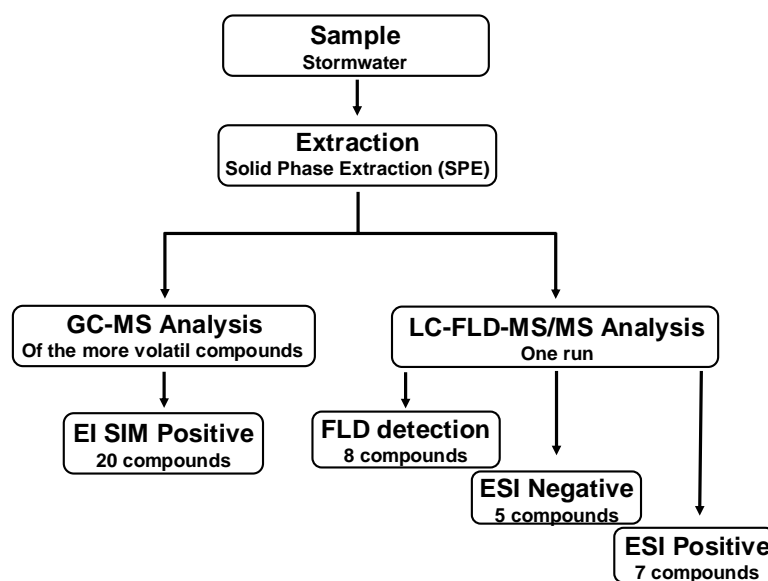 Sample
Stormwater
Extraction
Solid Phase Extraction (SPE)
GC-MS Analysis
Of the more volatil compounds
LC-FLD-MS/MS Analysis
One run
EI SIM Positive
20 compounds
FLD detection
8 compounds
ESI Negative
5 compounds
ESI Positive
7 compounds